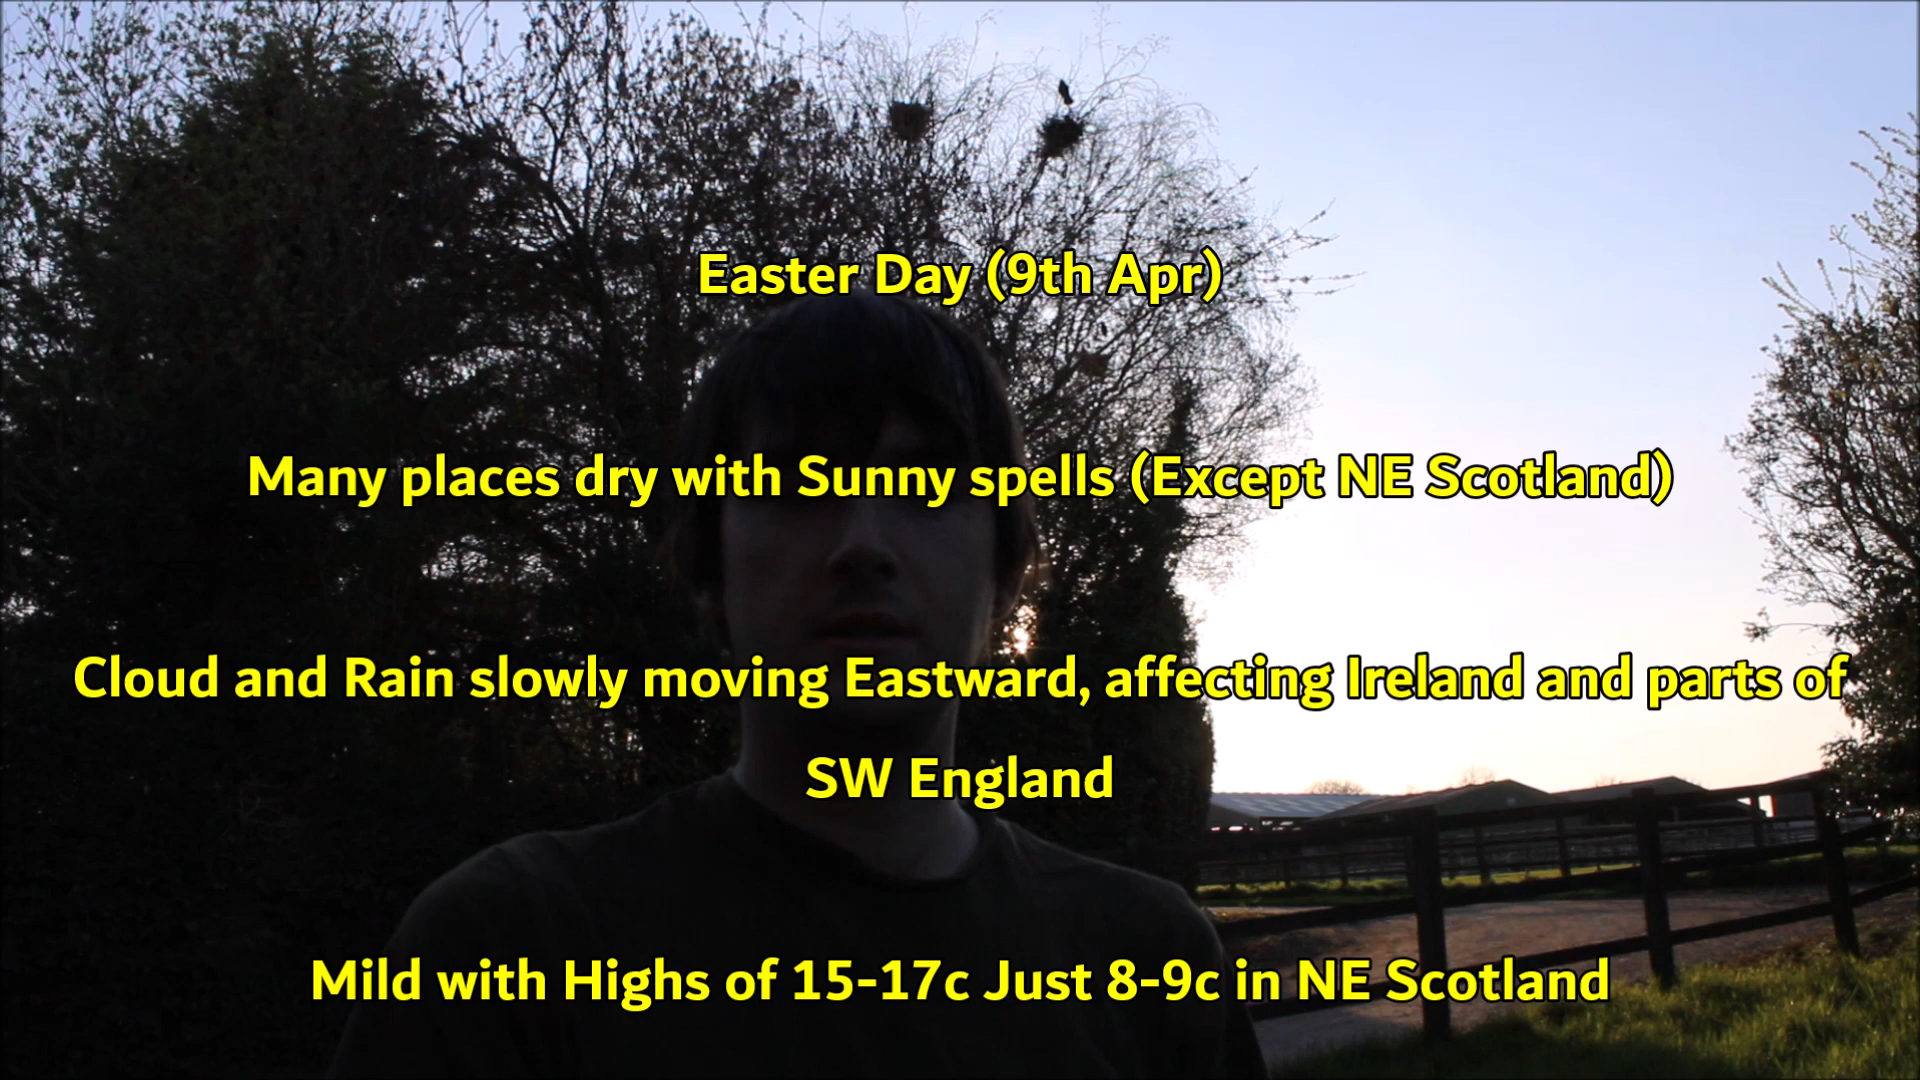 Easter Day (9th Apr)
Many places dry with Sunny spells (Except NE Scotland)
Cloud and Rain slowly moving Eastward, affecting Ireland and parts of
SW England
Mild with Highs of 15-17c Just 8-9c in NE Scotland